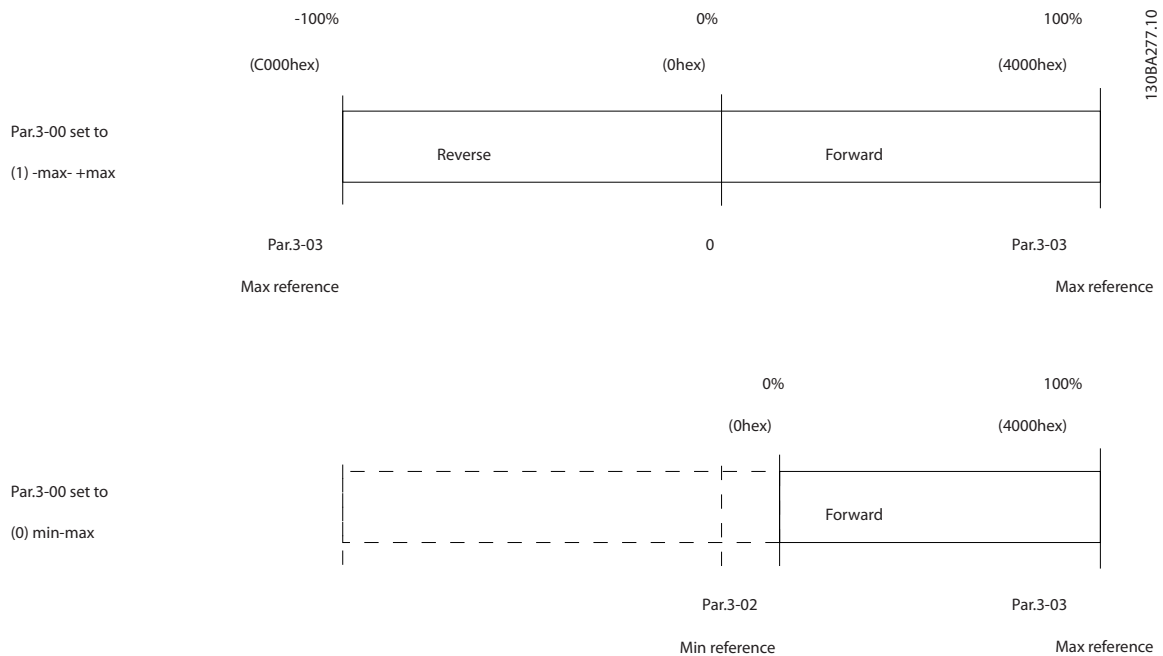 -100% 0% 100%
(C000hex) (0hex) (4000hex)
130BA277.10
Par.3-00 set to
(1) -max- +max
Reverse Forward
Par.3-03 0 Par.3-03
Max reference Max reference
0% 100%
(0hex) (4000hex)
Par.3-00 set to
(0) min-max
Forward
Par.3-02 Par.3-03
Min reference Max reference